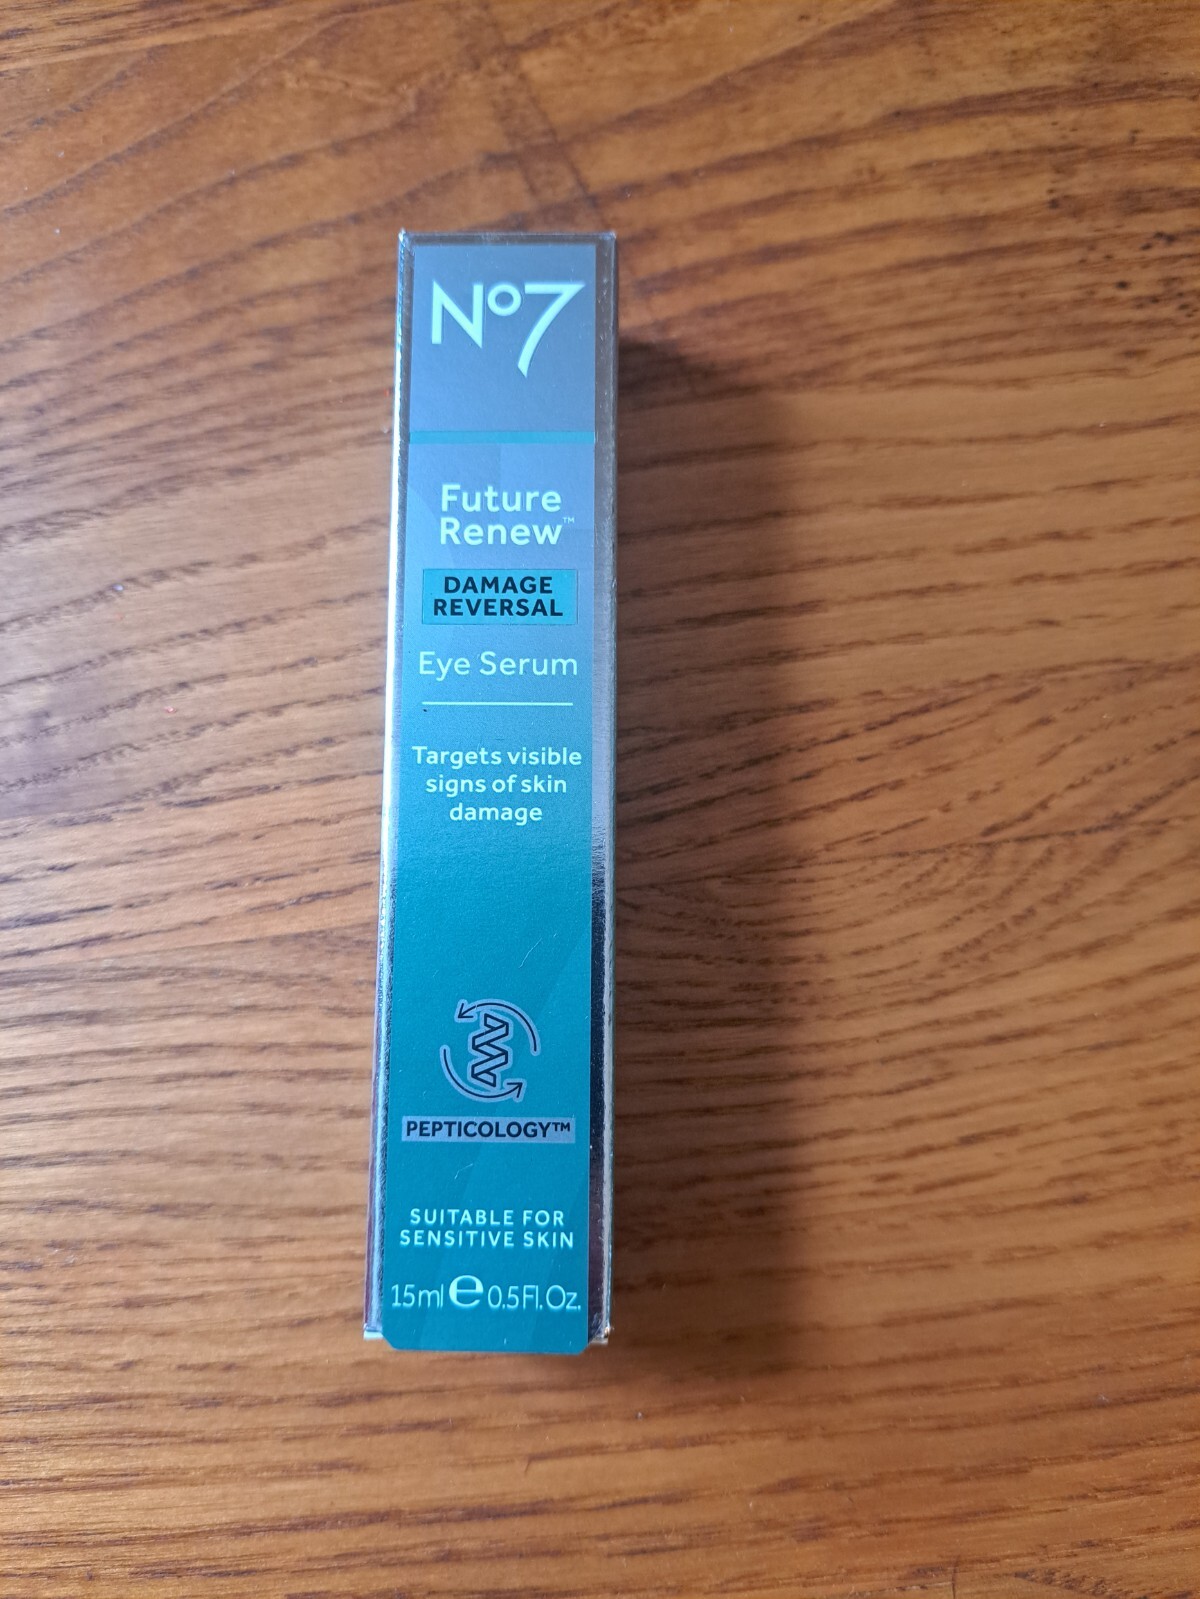 No7
Future
Renew™
DAMAGE
REVERSAL
Eye Serum
Targets visible
signs of skin
damage
PEPTICOLOGY™
SUITABLE FOR
SENSITIVE SKIN
15ml ℮ 0.5Fl.Oz.